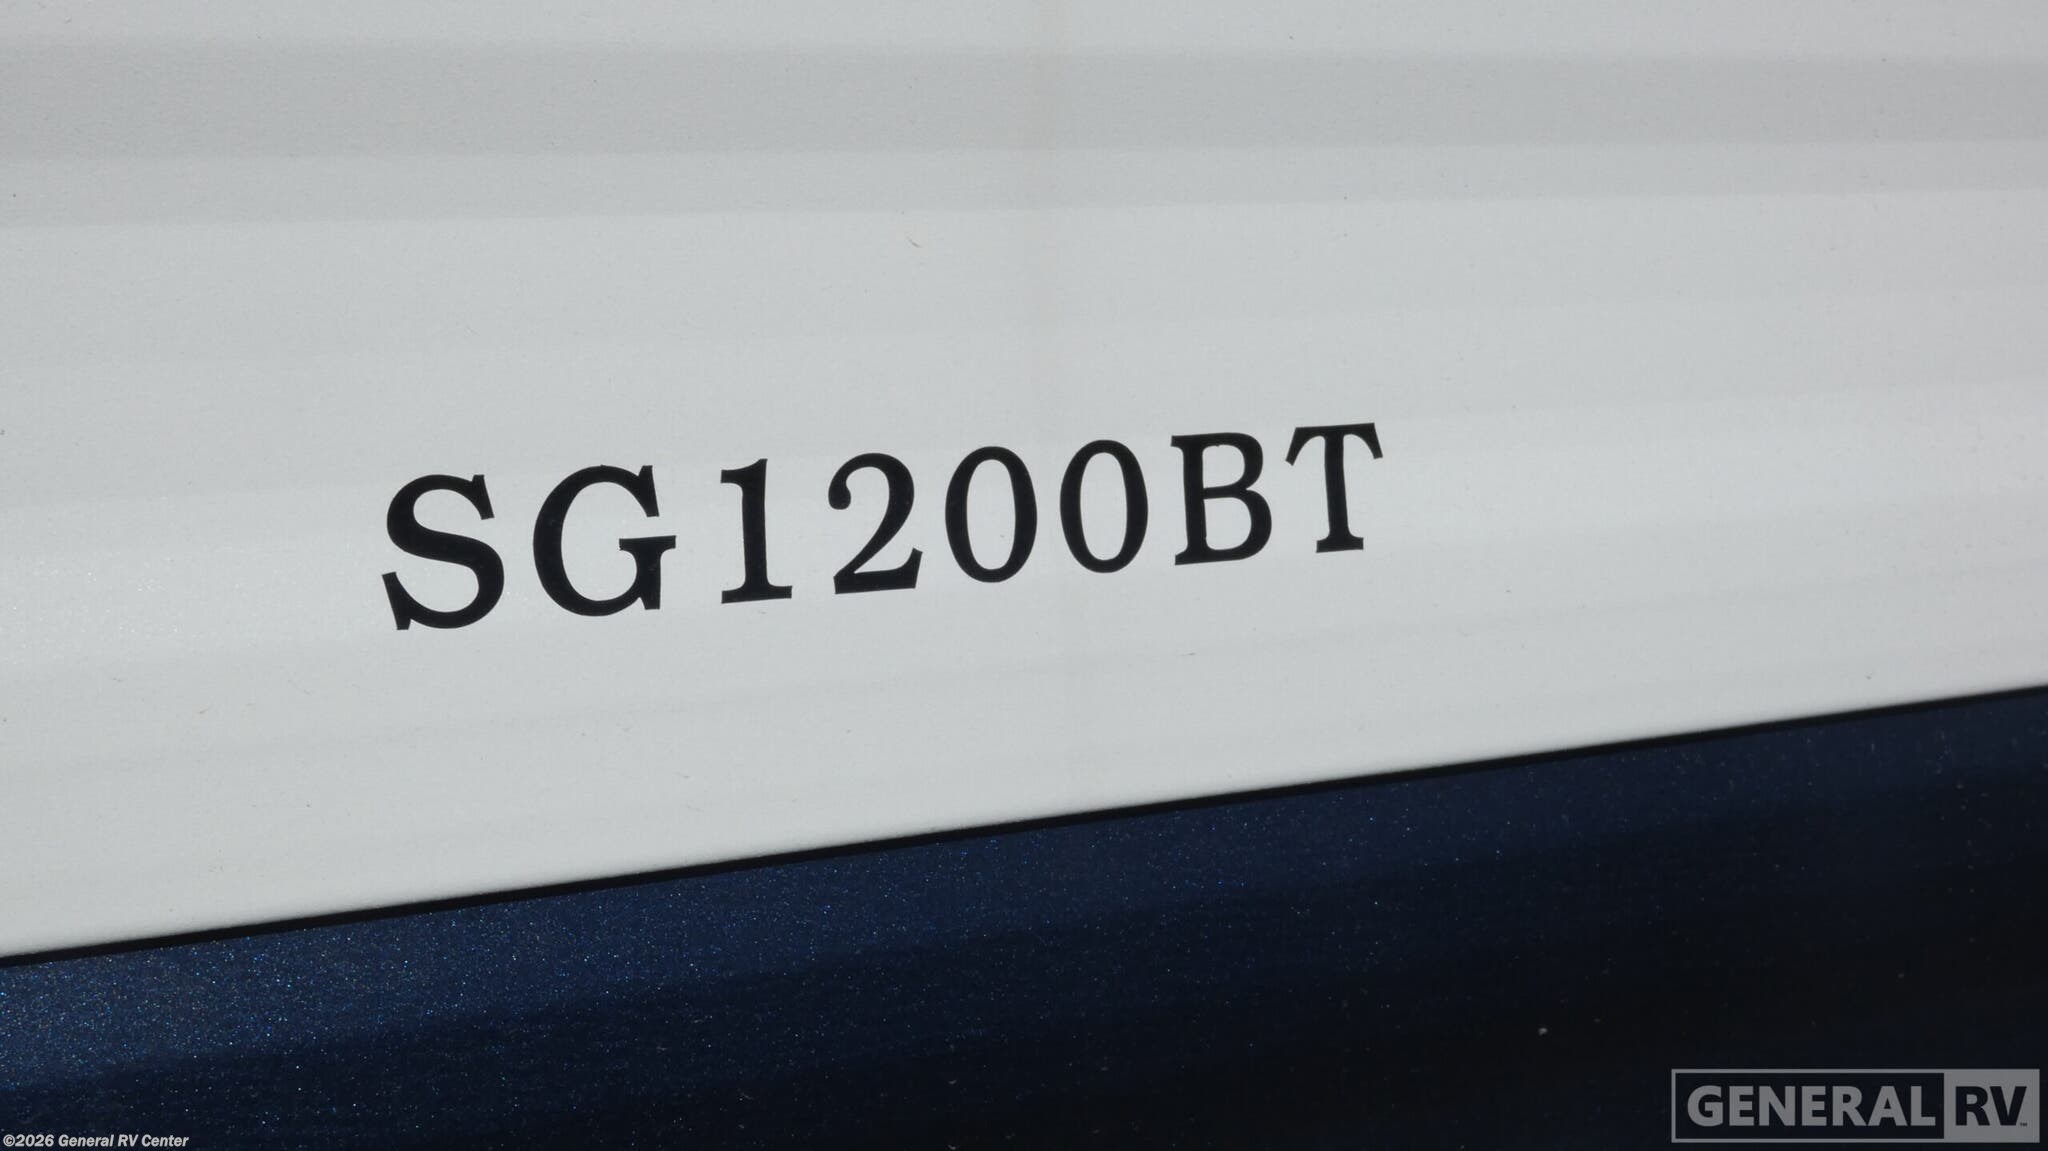 SG1200BT
GENERAL RV
©2026 General RV Center